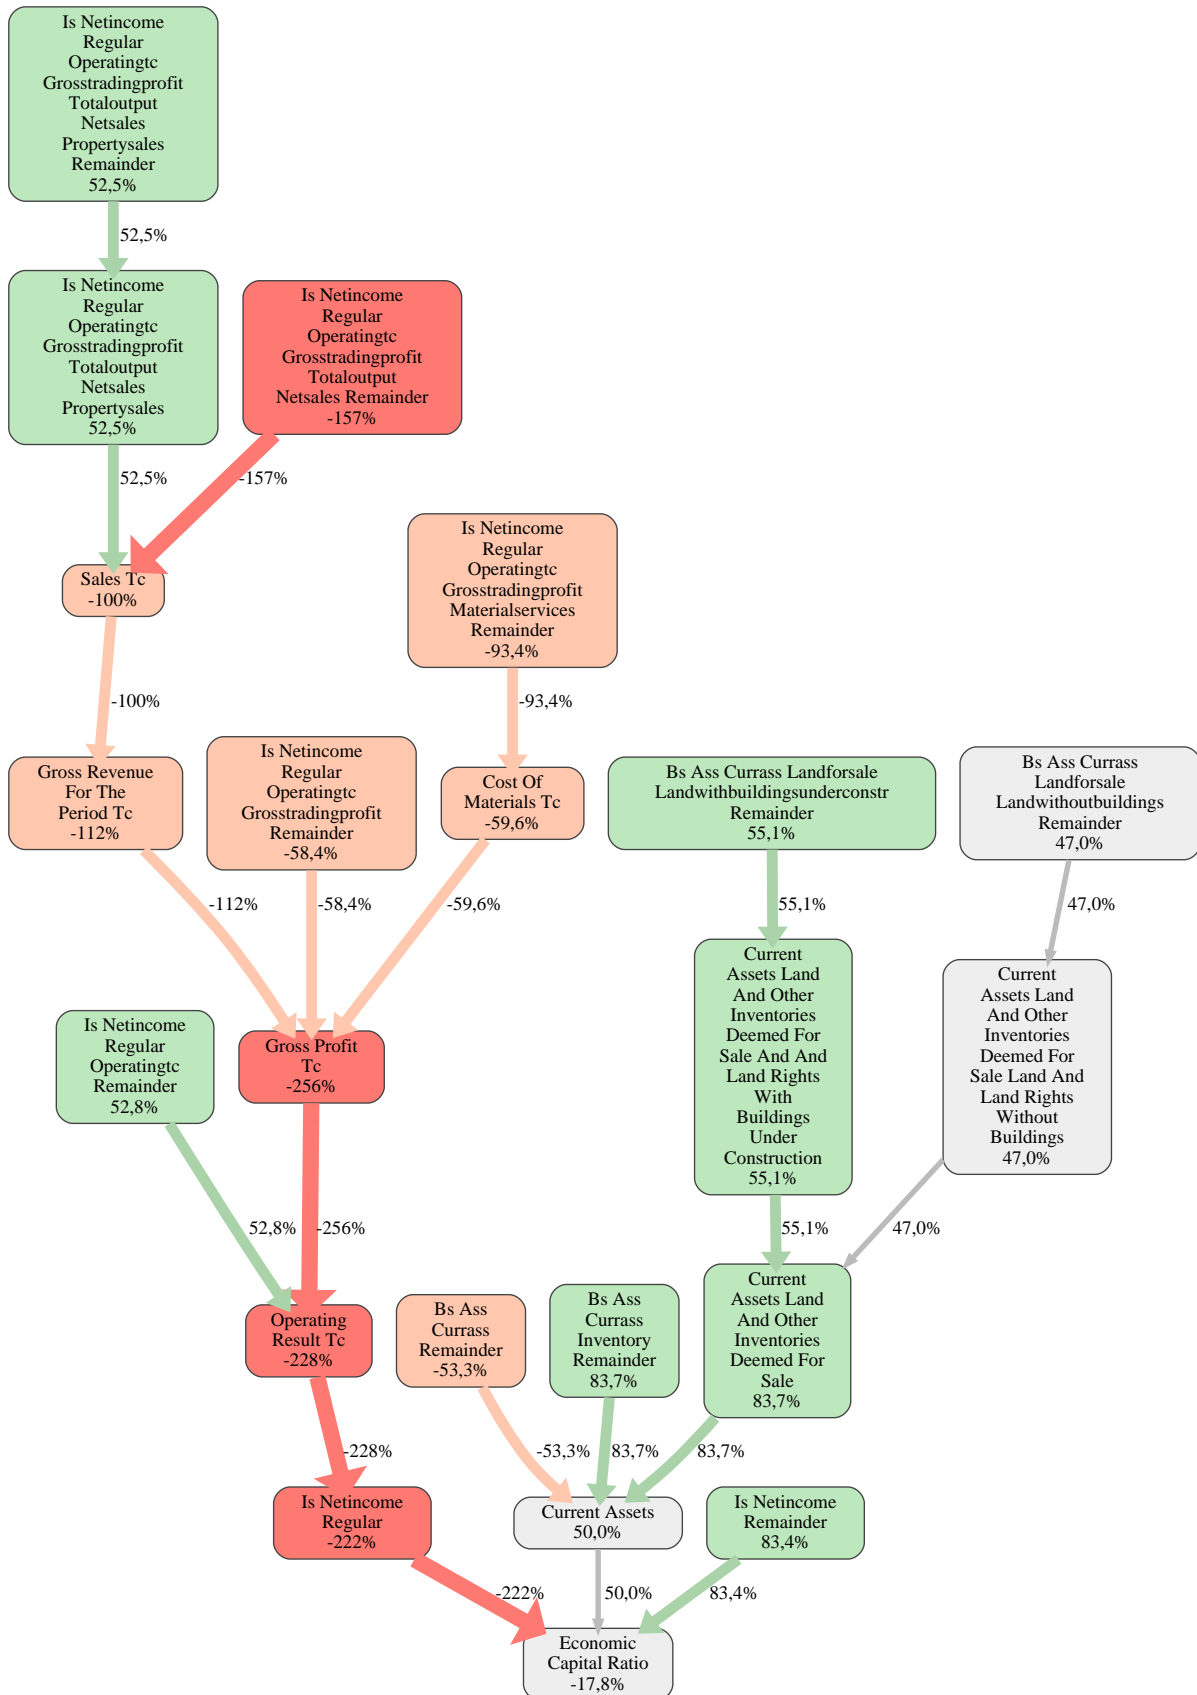 Is Netincome
Regular
Operatingtc
Grosstradingprofit
Totaloutput
Netsales
Propertysales
Remainder
52,5%
52,5%
Is Netincome
Regular
Operatingtc
Grosstradingprofit
Totaloutput
Netsales
Propertysales
52,5%
Is Netincome
Regular
Operatingtc
Grosstradingprofit
Totaloutput
Netsales Remainder
-157%
52,5%
-157%
Sales Tc
-100%
Is Netincome
Regular
Operatingtc
Grosstradingprofit
Materialservices
Remainder
-93,4%
-100%
-93,4%
Gross Revenue
For The
Period Tc
-112%
Is Netincome
Regular
Operatingtc
Grosstradingprofit
Remainder
-58,4%
Cost Of
Materials Tc
-59,6%
Bs Ass Currass Landforsale
Landwithbuildingsunderconstr
Remainder
55,1%
Bs Ass Currass
Landforsale
Landwithoutbuildings
Remainder
47,0%
-112%
-58,4%
-59,6%
55,1%
47,0%
Is Netincome
Regular
Operatingtc
Remainder
52,8%
Gross Profit
Tc
-256%
Current
Assets Land
And Other
Inventories
Deemed For
Sale And And
Land Rights
With
Buildings
Under
Construction
55,1%
Current
Assets Land
And Other
Inventories
Deemed For
Sale Land And
Land Rights
Without
Buildings
47,0%
52,8%
-256%
55,1%
47,0%
Operating
Result Tc
-228%
Bs Ass
Currass
Remainder
-53,3%
Bs Ass
Currass
Inventory
Remainder
83,7%
Current
Assets Land
And Other
Inventories
Deemed For
Sale
83,7%
-228%
-53,3%
83,7%
83,7%
Is Netincome
Regular
-222%
Current Assets
50,0%
Is Netincome
Remainder
83,4%
-222%
50,0%
83,4%
Economic
Capital Ratio
-17,8%